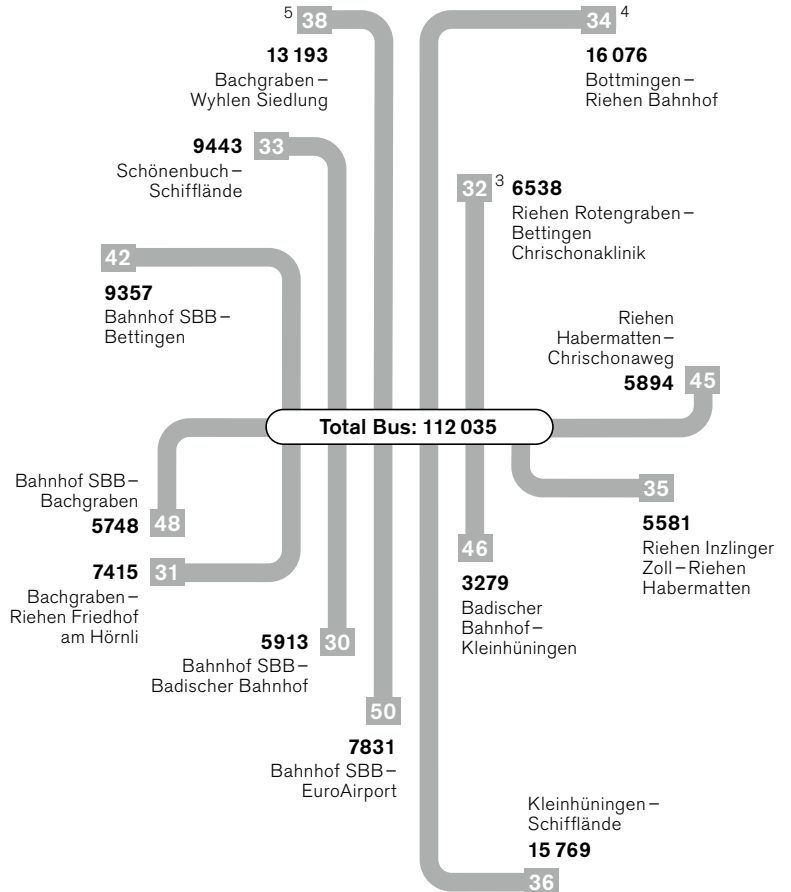 5 38
13 193
Bachgraben –
Wyhlen Siedlung
34 4
16 076
Bottmingen –
Riehen Bahnhof
9443 33
Schönenbuch –
Schifflände
32 3 6538
Riehen Rotengraben –
Bettingen
Chrischonaklinik
42
9357
Bahnhof SBB –
Bettingen
Riehen
Habermatten –
Chrischonaweg
5894 45
Total Bus: 112 035
Bahnhof SBB –
Bachgraben
5748 48
35
5581
Riehen Inzlinger
Zoll – Riehen
Habermatten
7415 31
Bachgraben –
Riehen Friedhof
am Hörnli
46
3279
Badischer
Bahnhof –
Kleinhüningen
5913 30
Bahnhof SBB –
Badischer Bahnhof
50
7831
Bahnhof SBB –
EuroAirport
Kleinhüningen –
Schifflände
15 769
36